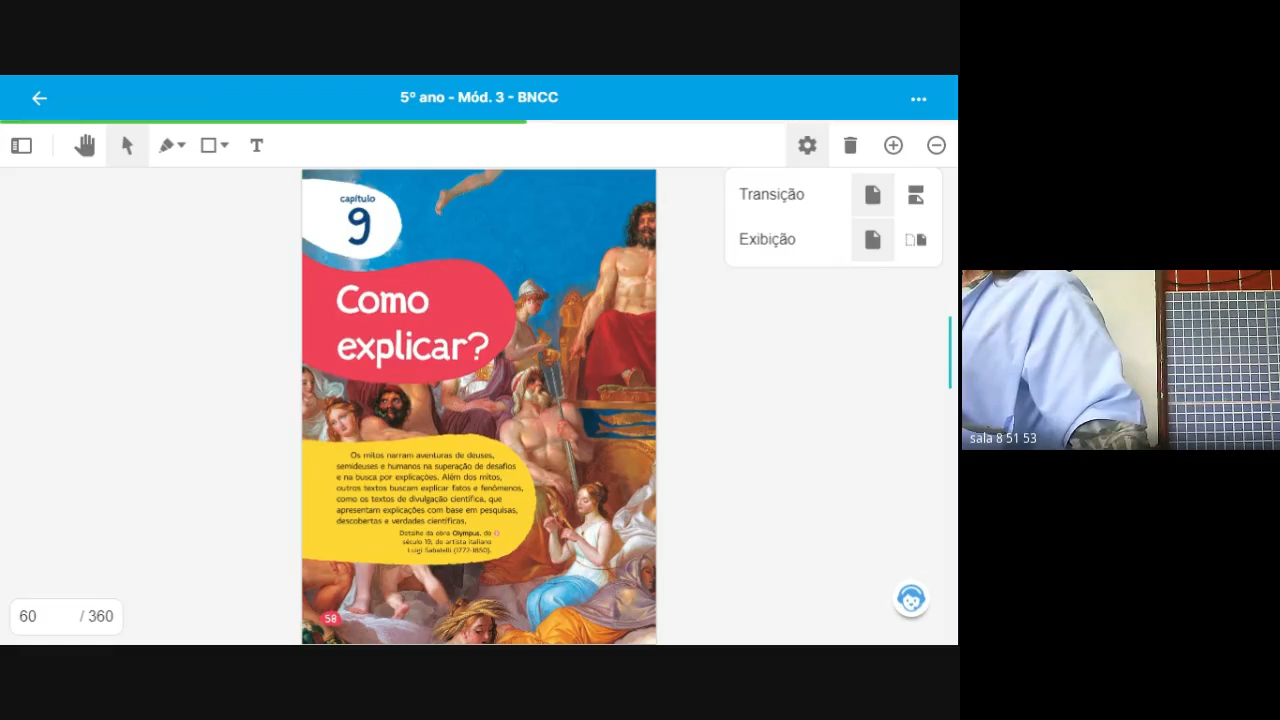 5º ano - Mód. 3 - BNCC
T
Transição
Exibição
capítulo
9
Como
explicar?
Os mitos narram aventuras de deuses,
semideuses e humanos na superação de desafios
e na busca por explicações. Além dos mitos,
outros textos buscam explicar fatos e fenômenos,
como os textos de divulgação científica, que
apresentam explicações com base em pesquisas,
descobertas e verdades científicas.
Detalhe da obra Olympus, do
século 19, do artista italiano
Luigi Sabatelli (1772-1850).
58
60 / 360
sala 8 51 53